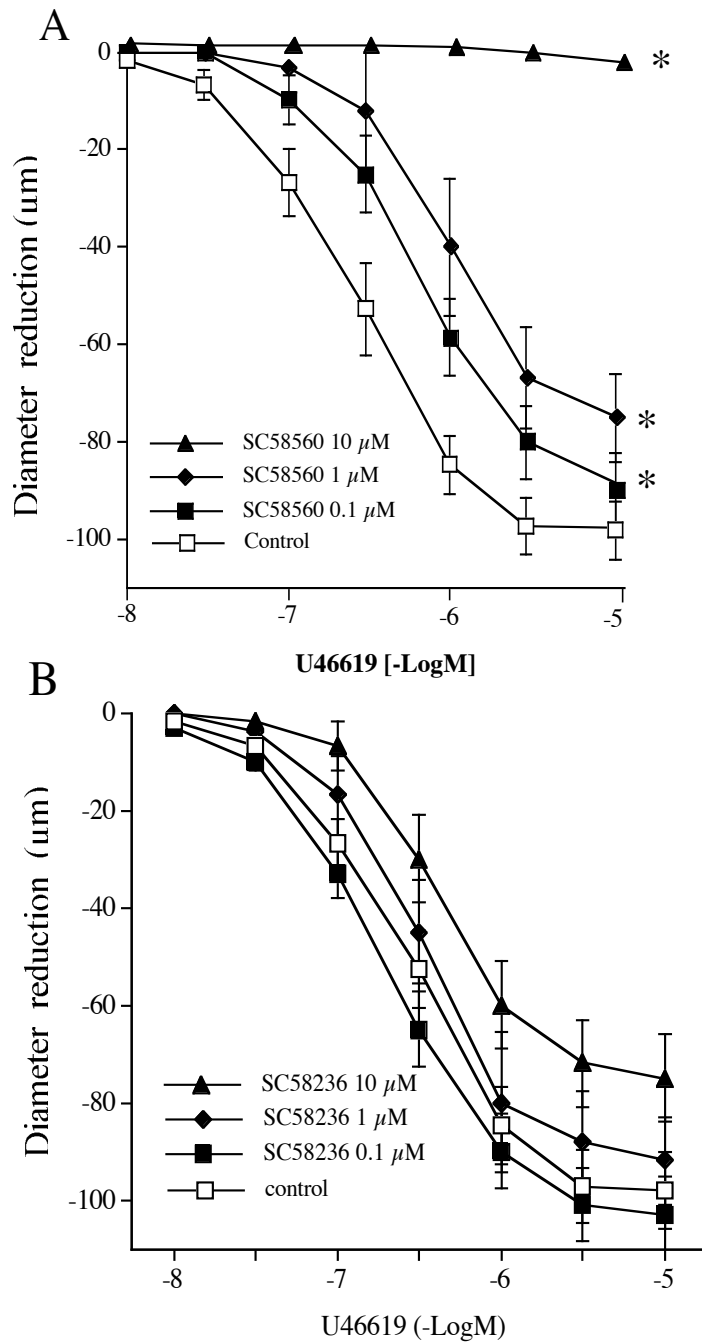 A
0
-20
-40
-60
-80
-100
Diameter reduction (µm)
*
*
*
SC58560 10 µM
SC58560 1 µM
SC58560 0.1 µM
Control
-8 -7 -6 -5
U46619 [-LogM]
B
0
-20
-40
-60
-80
-100
Diameter reduction (µm)
SC58236 10 µM
SC58236 1 µM
SC58236 0.1 µM
control
-8 -7 -6 -5
U46619 (-LogM)